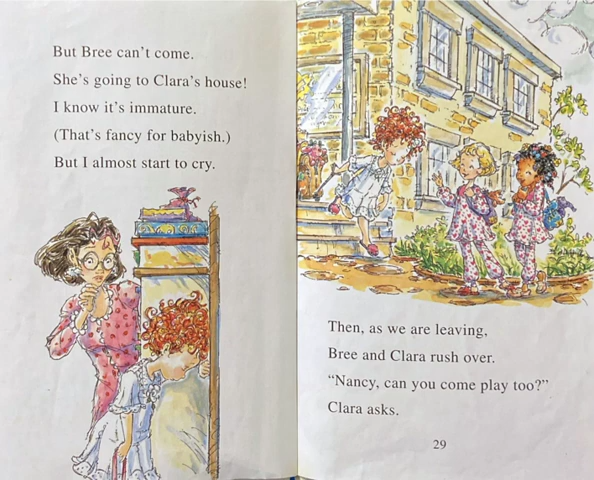 But Bree can't come.
She's going to Clara's house!
I know it's immature.
(That's fancy for babyish.)
But I almost start to cry.
Then, as we are leaving,
Bree and Clara rush over.
"Nancy, can you come play too?"
Clara asks.
29